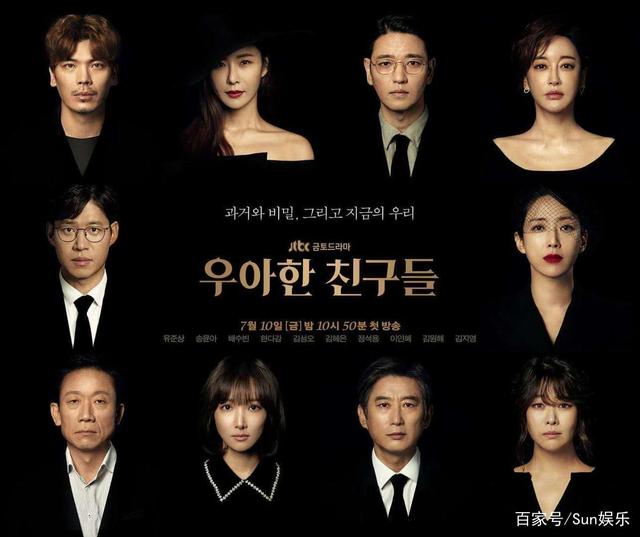 과거와 비밀, 그리고 지금의 우리
jtbc 금토드라마
우아한 친구들
7월 10일 [금] 밤 10시 50분 첫 방송
유준상 송윤아 배수빈 한다감 김성오 김혜은 정석용 이인혜 김원해 김지영
百家号/Sun娱乐